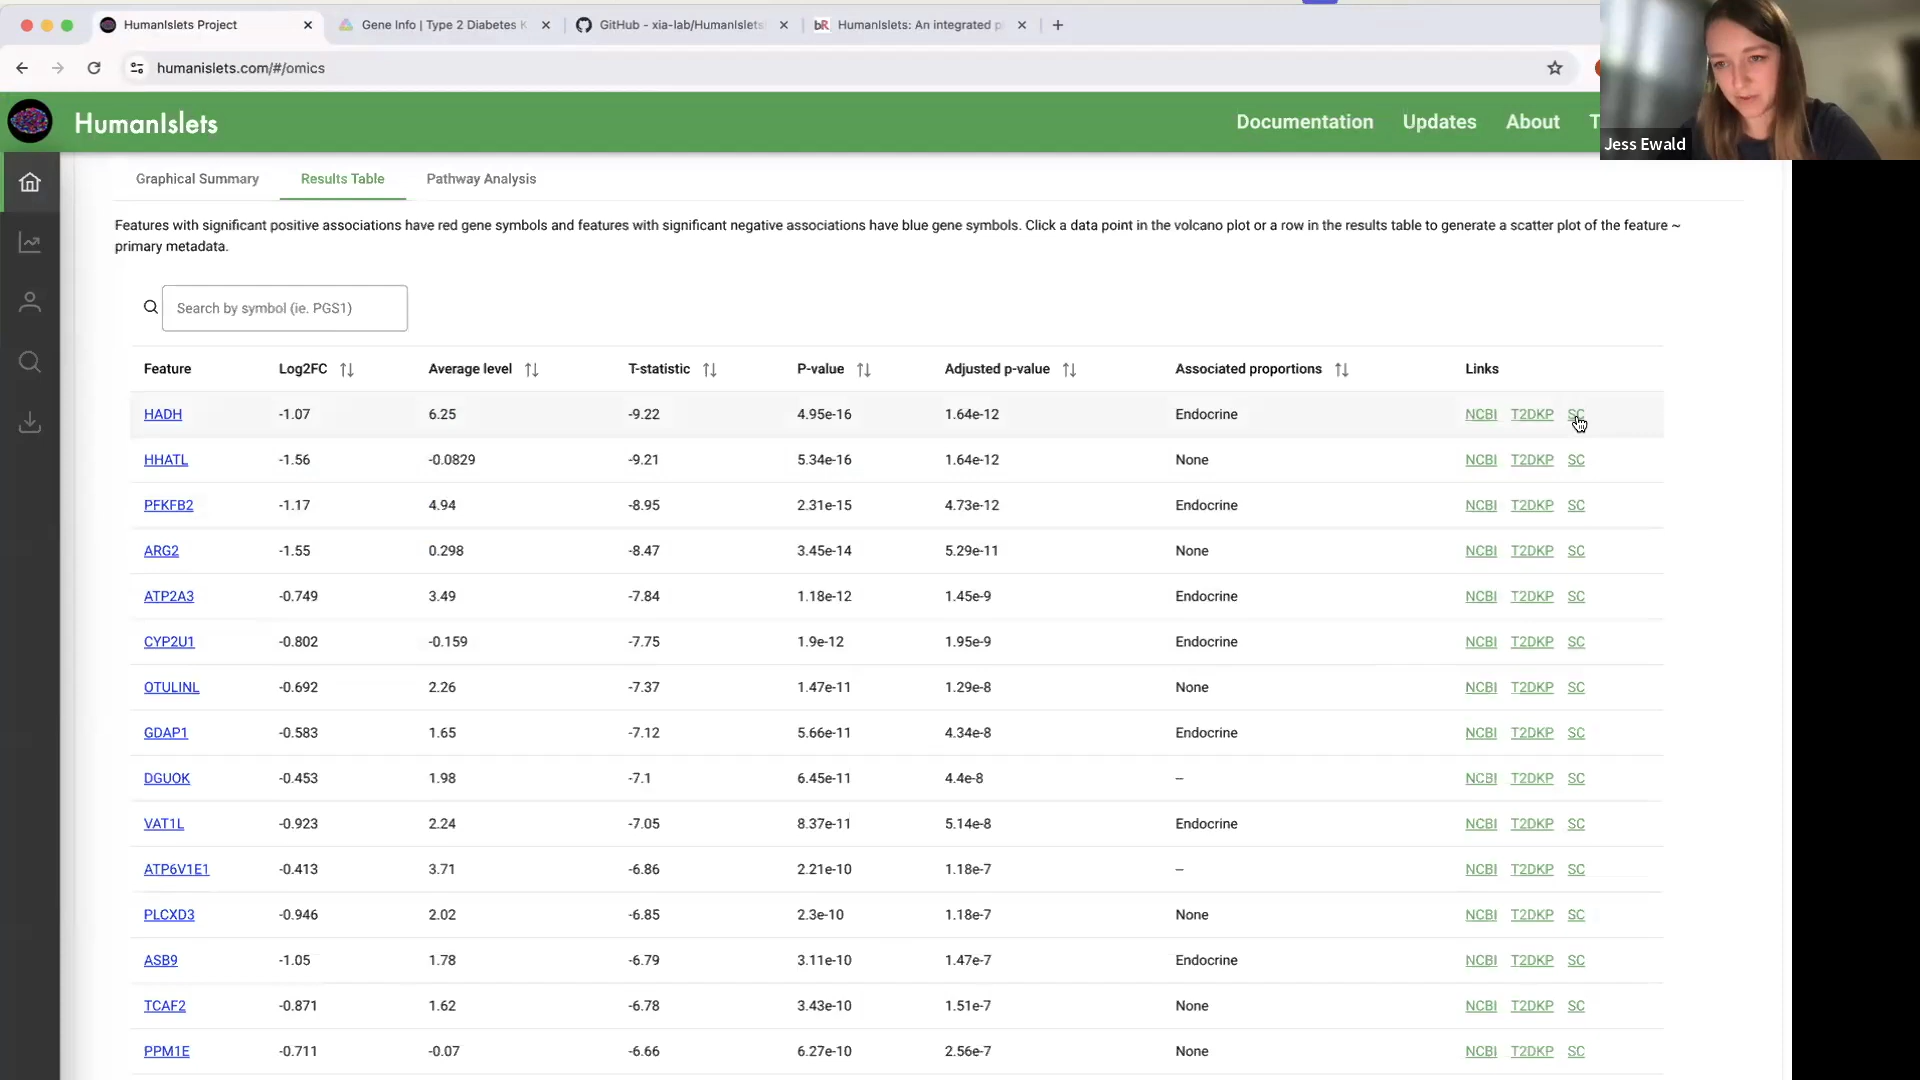 HumanIslets Project
Gene Info | Type 2 Diabetes K
GitHub - xia-lab/HumanIslets
bR HumanIslets: An integrated p
humanislets.com/#/omics
HumanIslets
Documentation Updates About T
Jess Ewald
Graphical Summary Results Table Pathway Analysis
Features with significant positive associations have red gene symbols and features with significant negative associations have blue gene symbols. Click a data point in the volcano plot or a row in the results table to generate a scatter plot of the feature ~
primary metadata.
Search by symbol (ie. PGS1)
Feature Log2FC Average level T-statistic P-value Adjusted p-value Associated proportions Links
HADH -1.07 6.25 -9.22 4.95e-16 1.64e-12 Endocrine NCBI T2DKP SC
HHATL -1.56 -0.0829 -9.21 5.34e-16 1.64e-12 None NCBI T2DKP SC
PFKFB2 -1.17 4.94 -8.95 2.31e-15 4.73e-12 Endocrine NCBI T2DKP SC
ARG2 -1.55 0.298 -8.47 3.45e-14 5.29e-11 None NCBI T2DKP SC
ATP2A3 -0.749 3.49 -7.84 1.18e-12 1.45e-9 Endocrine NCBI T2DKP SC
CYP2U1 -0.802 -0.159 -7.75 1.9e-12 1.95e-9 Endocrine NCBI T2DKP SC
OTULINL -0.692 2.26 -7.37 1.47e-11 1.29e-8 None NCBI T2DKP SC
GDAP1 -0.583 1.65 -7.12 5.66e-11 4.34e-8 Endocrine NCBI T2DKP SC
DGUOK -0.453 1.98 -7.1 6.45e-11 4.4e-8 – NCBI T2DKP SC
VAT1L -0.923 2.24 -7.05 8.37e-11 5.14e-8 Endocrine NCBI T2DKP SC
ATP6V1E1 -0.413 3.71 -6.86 2.21e-10 1.18e-7 – NCBI T2DKP SC
PLCXD3 -0.946 2.02 -6.85 2.3e-10 1.18e-7 None NCBI T2DKP SC
ASB9 -1.05 1.78 -6.79 3.11e-10 1.47e-7 Endocrine NCBI T2DKP SC
TCAF2 -0.871 1.62 -6.78 3.43e-10 1.51e-7 None NCBI T2DKP SC
PPM1E -0.711 -0.07 -6.66 6.27e-10 2.56e-7 None NCBI T2DKP SC